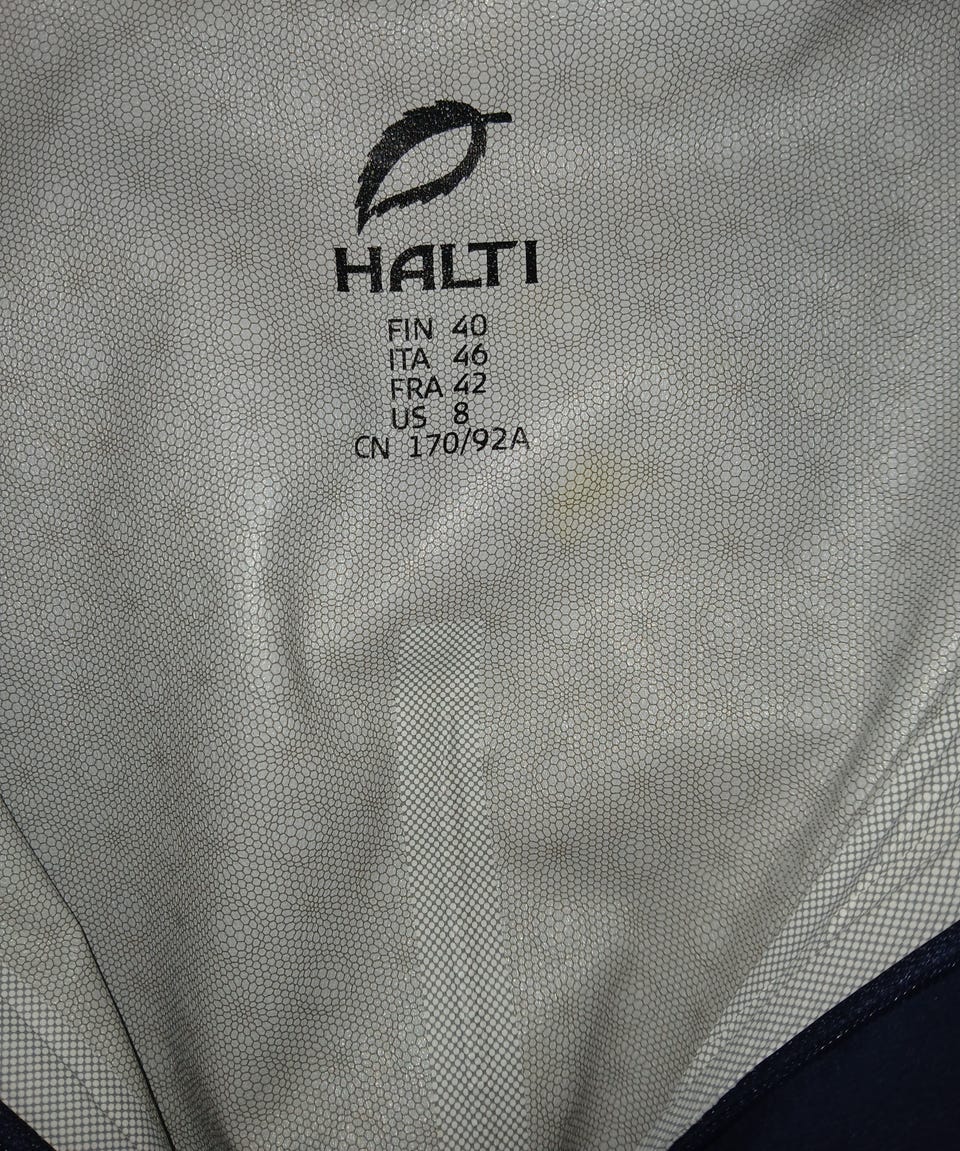 HALTI
FIN 40
ITA 46
FRA 42
US 8
CN 170/92A